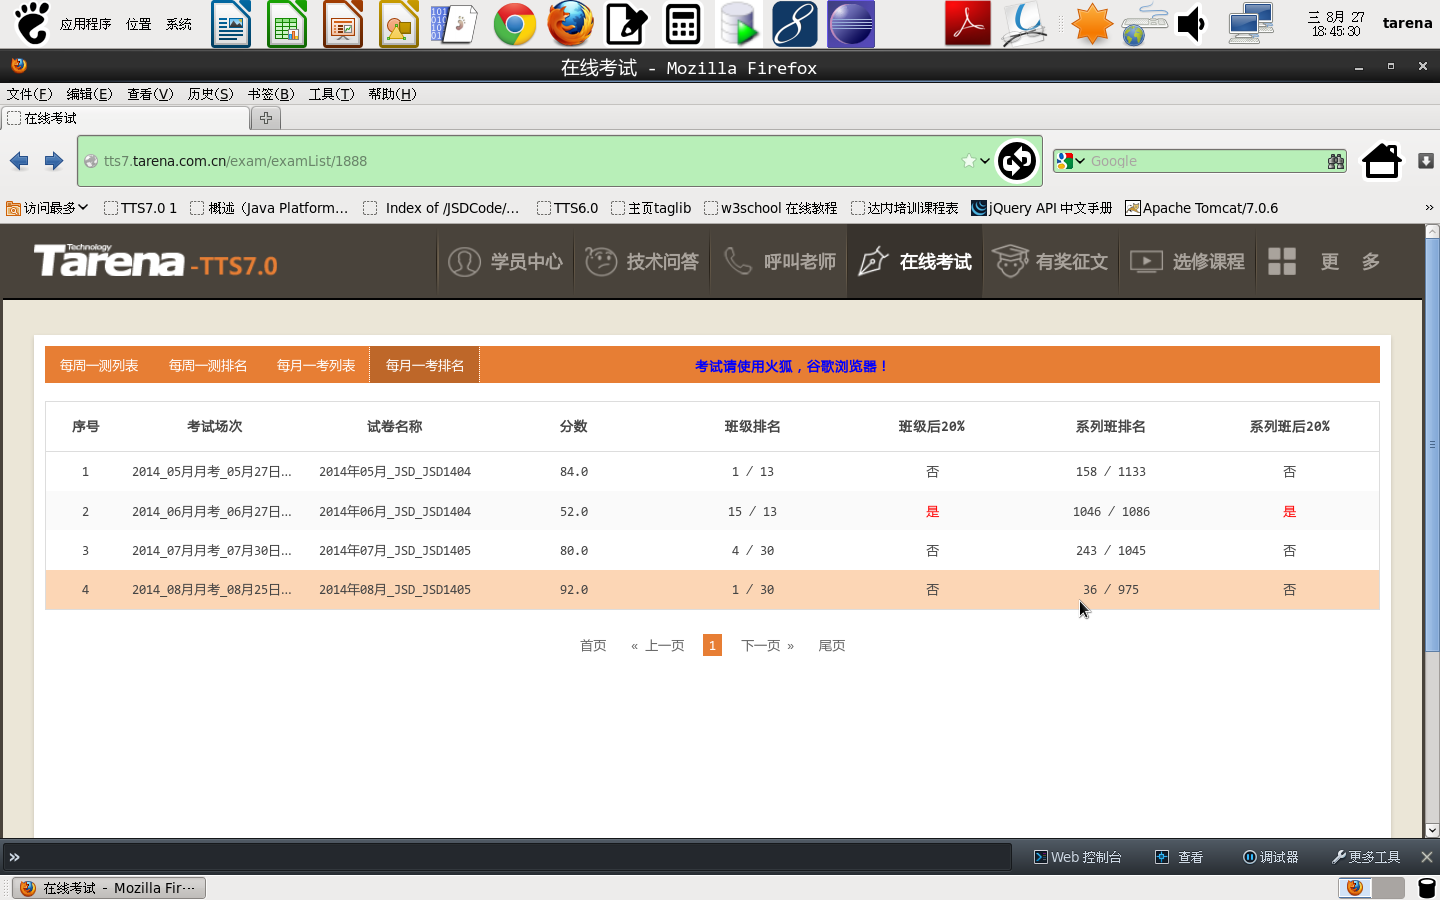 应用程序 位置 系统 三 8月 27 18:45:30 tarena
在线考试 - Mozilla Firefox
文件(F) 编辑(E) 查看(V) 历史(S) 书签(B) 工具(T) 帮助(H)
在线考试
tts7.tarena.com.cn/exam/examList/1888 Google
访问最多 TTS7.0 1 概述 (Java Platform... Index of /JSDCode/... TTS6.0 主页taglib w3school 在线教程 达内培训课程表 jQuery API 中文手册 Apache Tomcat/7.0.6 »
Technology
Tarena -TTS7.0 学员中心 技术问答 呼叫老师 在线考试 有奖征文 选修课程 更 多
每周一测列表 每周一测排名 每月一考列表 每月一考排名 考试请使用火狐，谷歌浏览器！
序号 考试场次 试卷名称 分数 班级排名 班级后20% 系列班排名 系列班后20%
1 2014_05月月考_05月27日... 2014年05月_JSD_JSD1404 84.0 1 / 13 否 158 / 1133 否
2 2014_06月月考_06月27日... 2014年06月_JSD_JSD1404 52.0 15 / 13 是 1046 / 1086 是
3 2014_07月月考_07月30日... 2014年07月_JSD_JSD1405 80.0 4 / 30 否 243 / 1045 否
4 2014_08月月考_08月25日... 2014年08月_JSD_JSD1405 92.0 1 / 30 否 36 / 975 否
首页 « 上一页 1 下一页 » 尾页
» Web 控制台 查看 调试器 更多工具
在线考试 - Mozilla Fir...